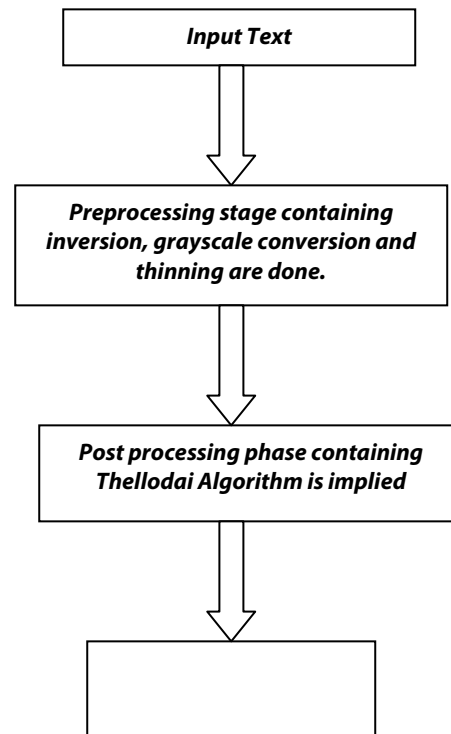 Input Text
Preprocessing stage containing
inversion, grayscale conversion and
thinning are done.
Post processing phase containing
Thellodai Algorithm is implied